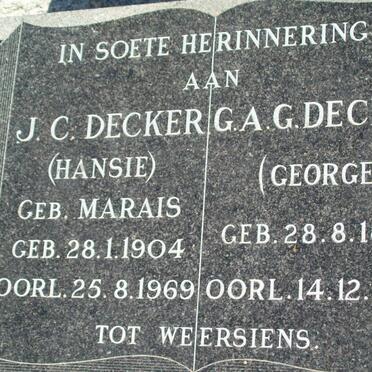 IN SOETE HERINNERING
AAN
J. C. DECKER
(HANSIE)
GEB. MARAIS
GEB. 28.1.1904
OORL. 25.8.1969
G.A.G. DEC
(GEORGE
GEB. 28.8.1
OORL. 14.12.
TOT WEERSIENS.